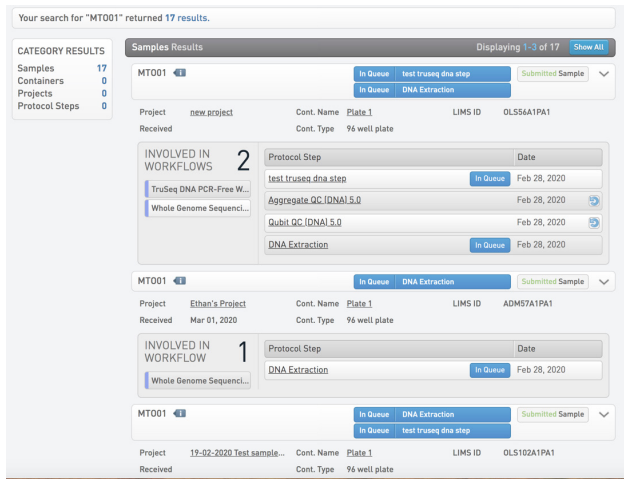 Your search for "MTO01" returned 17 results.
CATEGORY RESULTS
Samples 17
Containers 0
Projects 0
Protocol Steps 0
Samples Results Displaying 1-3 of 17 Show All
MTO01 In Queue test truseq dna step Submitted Sample
In Queue DNA Extraction
Project new project Cont. Name Plate 1 LIMS ID OLS56A1PA1
Received Cont. Type 96 well plate
INVOLVED IN WORKFLOWS 2
TruSeq DNA PCR-Free W...
Whole Genome Sequenci...
Protocol Step Date
test truseq dna step In Queue Feb 28, 2020
Aggregate QC (DNA) 5.0 Feb 28, 2020
Qubit QC (DNA) 5.0 Feb 28, 2020
DNA Extraction In Queue Feb 28, 2020
MTO01 In Queue DNA Extraction Submitted Sample
Project Ethan's Project Cont. Name Plate 1 LIMS ID ADM57A1PA1
Received Mar 01, 2020 Cont. Type 96 well plate
INVOLVED IN WORKFLOW 1
Whole Genome Sequenci...
Protocol Step Date
DNA Extraction In Queue Feb 28, 2020
MTO01 In Queue DNA Extraction Submitted Sample
In Queue test truseq dna step
Project 19-02-2020 Test sample... Cont. Name Plate 1 LIMS ID OLS102A1PA1
Received Cont. Type 96 well plate